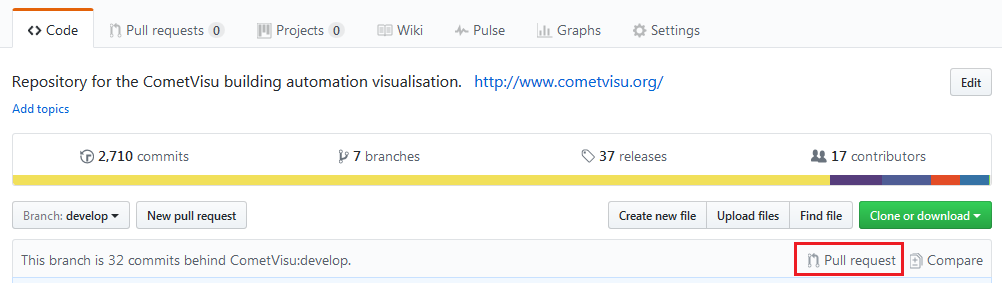 Code Pull requests 0 Projects 0 Wiki Pulse Graphs Settings
Repository for the CometVisu building automation visualisation. http://www.cometvisu.org/ Edit
Add topics
2,710 commits 7 branches 37 releases 17 contributors
Branch: develop New pull request Create new file Upload files Find file Clone or download
This branch is 32 commits behind CometVisu:develop. Pull request Compare